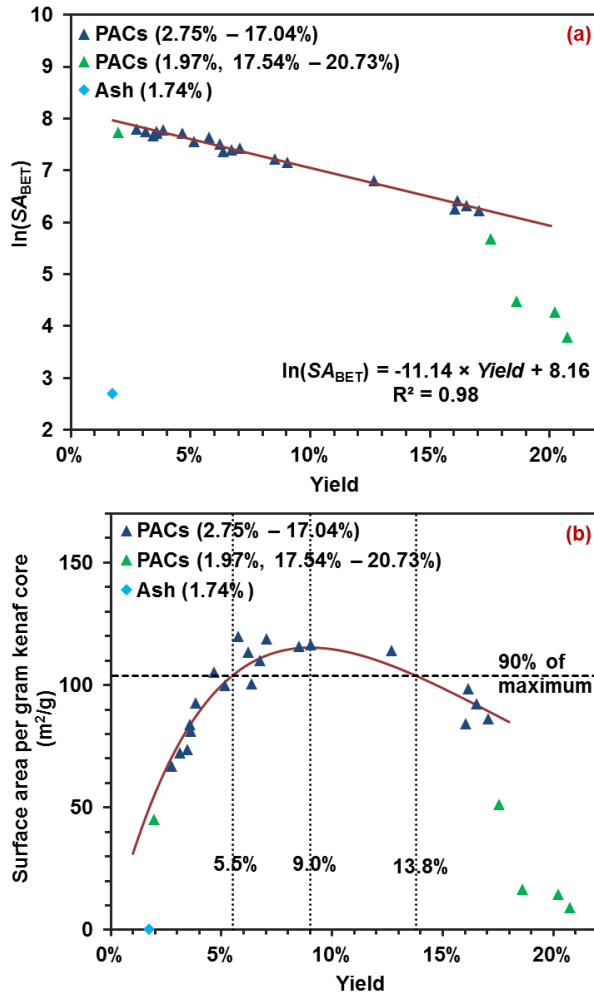 (a)
PACs (2.75% – 17.04%)
PACs (1.97%, 17.54% – 20.73%)
Ash (1.74%)
10
9
8
7
6
5
4
3
2
ln(SA_BET)
ln(SA_BET) = -11.14 × Yield + 8.16
R² = 0.98
0% 5% 10% 15% 20%
Yield
(b)
PACs (2.75% – 17.04%)
PACs (1.97%, 17.54% – 20.73%)
Ash (1.74%)
150
100
50
0
Surface area per gram kenaf core
(m²/g)
90% of
maximum
5.5% 9.0% 13.8%
0% 5% 10% 15% 20%
Yield